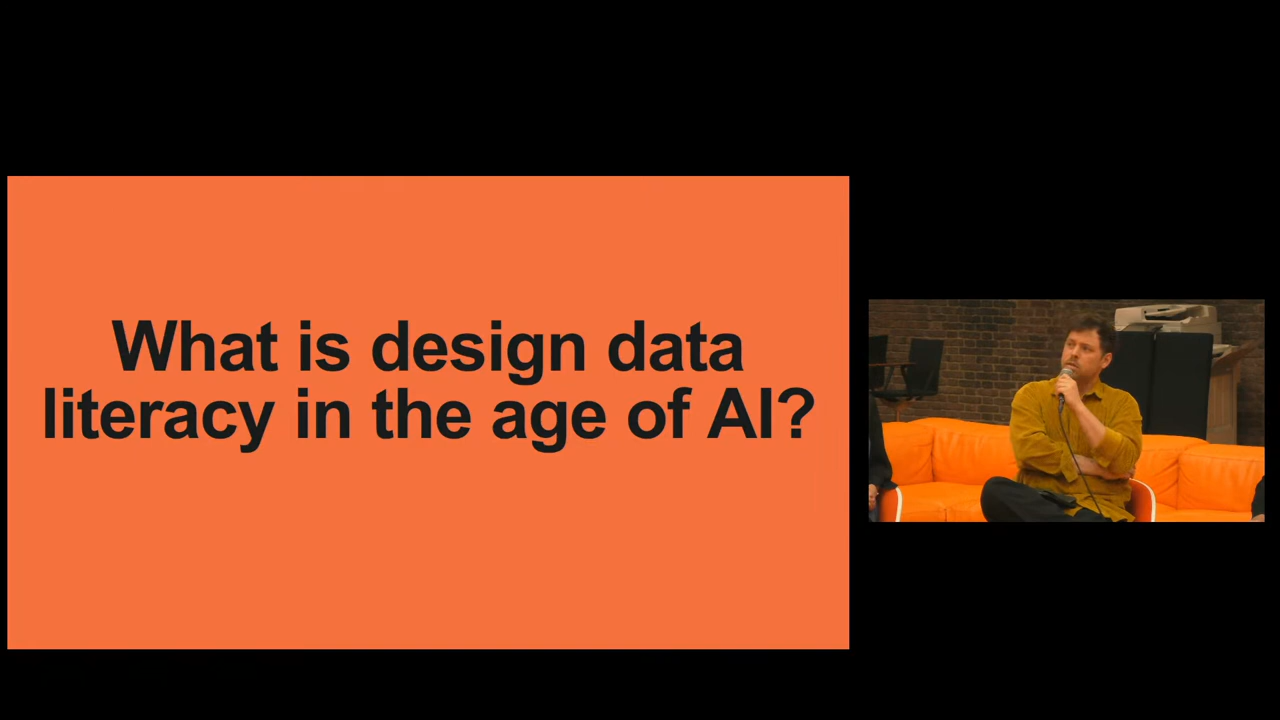 What is design data
literacy in the age of AI?